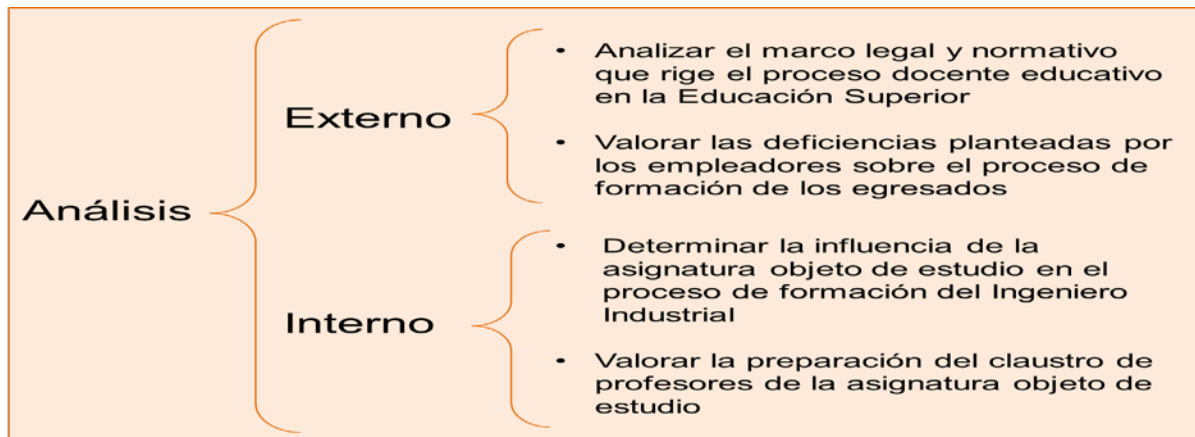 Análisis
Externo
• Analizar el marco legal y normativo
que rige el proceso docente educativo
en la Educación Superior
• Valorar las deficiencias planteadas por
los empleadores sobre el proceso de
formación de los egresados
Interno
• Determinar la influencia de la
asignatura objeto de estudio en el
proceso de formación del Ingeniero
Industrial
• Valorar la preparación del claustro de
profesores de la asignatura objeto de
estudio